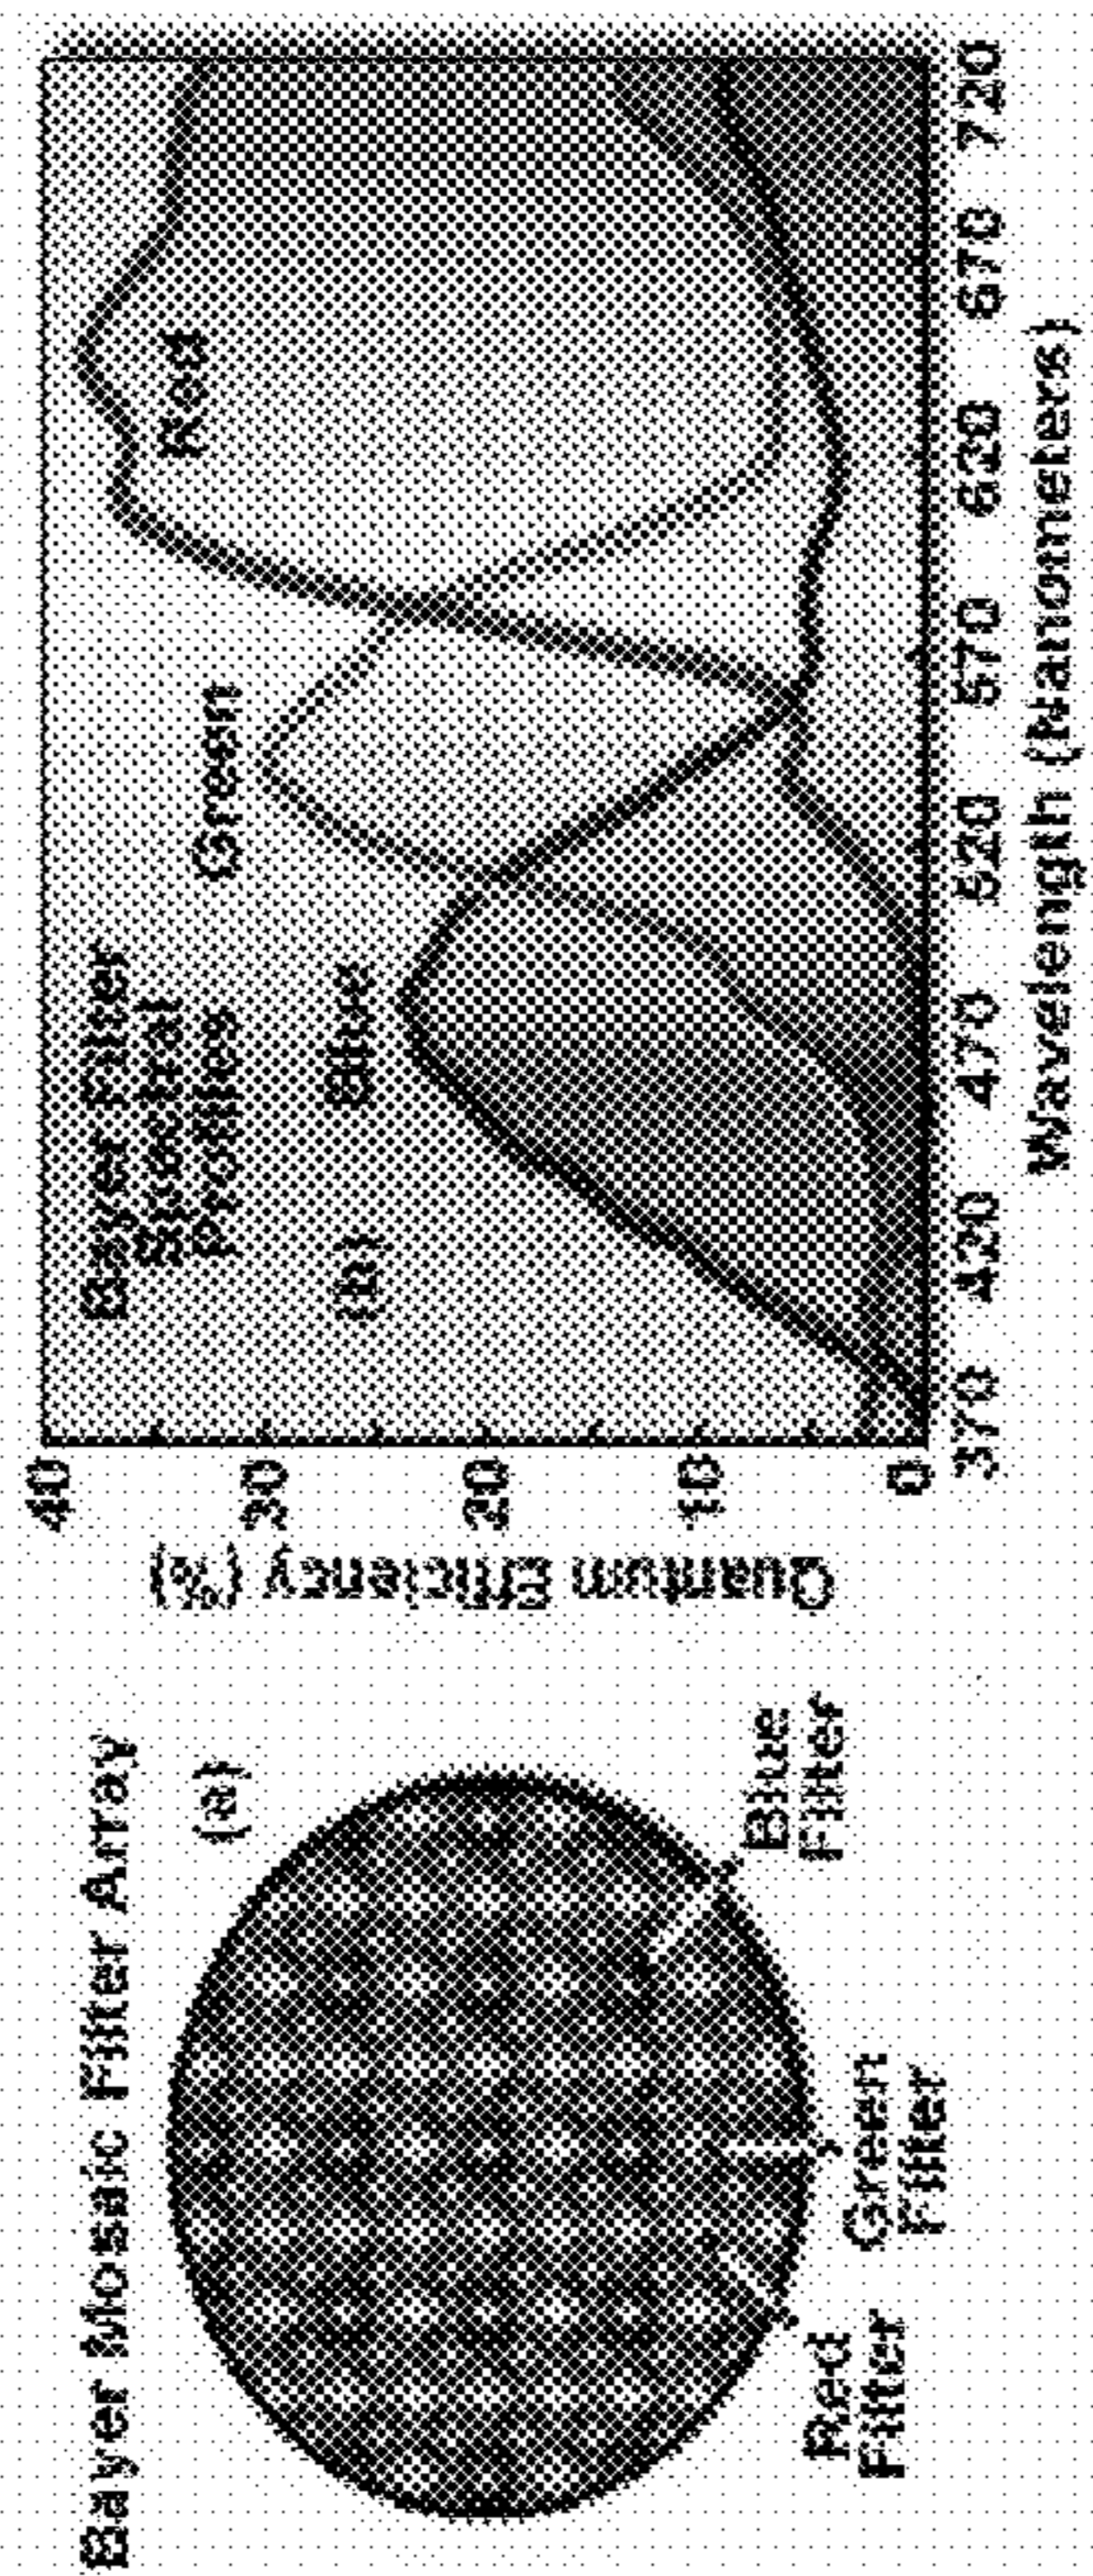 Bayer Mosaic Filter Array
(a)
Red
Filter
Green
Filter
Blue
Filter
Bayer Filter
Spectral
Profiles
(b)
Blue
Green
Red
Quantum Efficiency (%)
40
30
20
10
0
370 420 470 520 570 620 670 720
Wavelength (Nanometers)